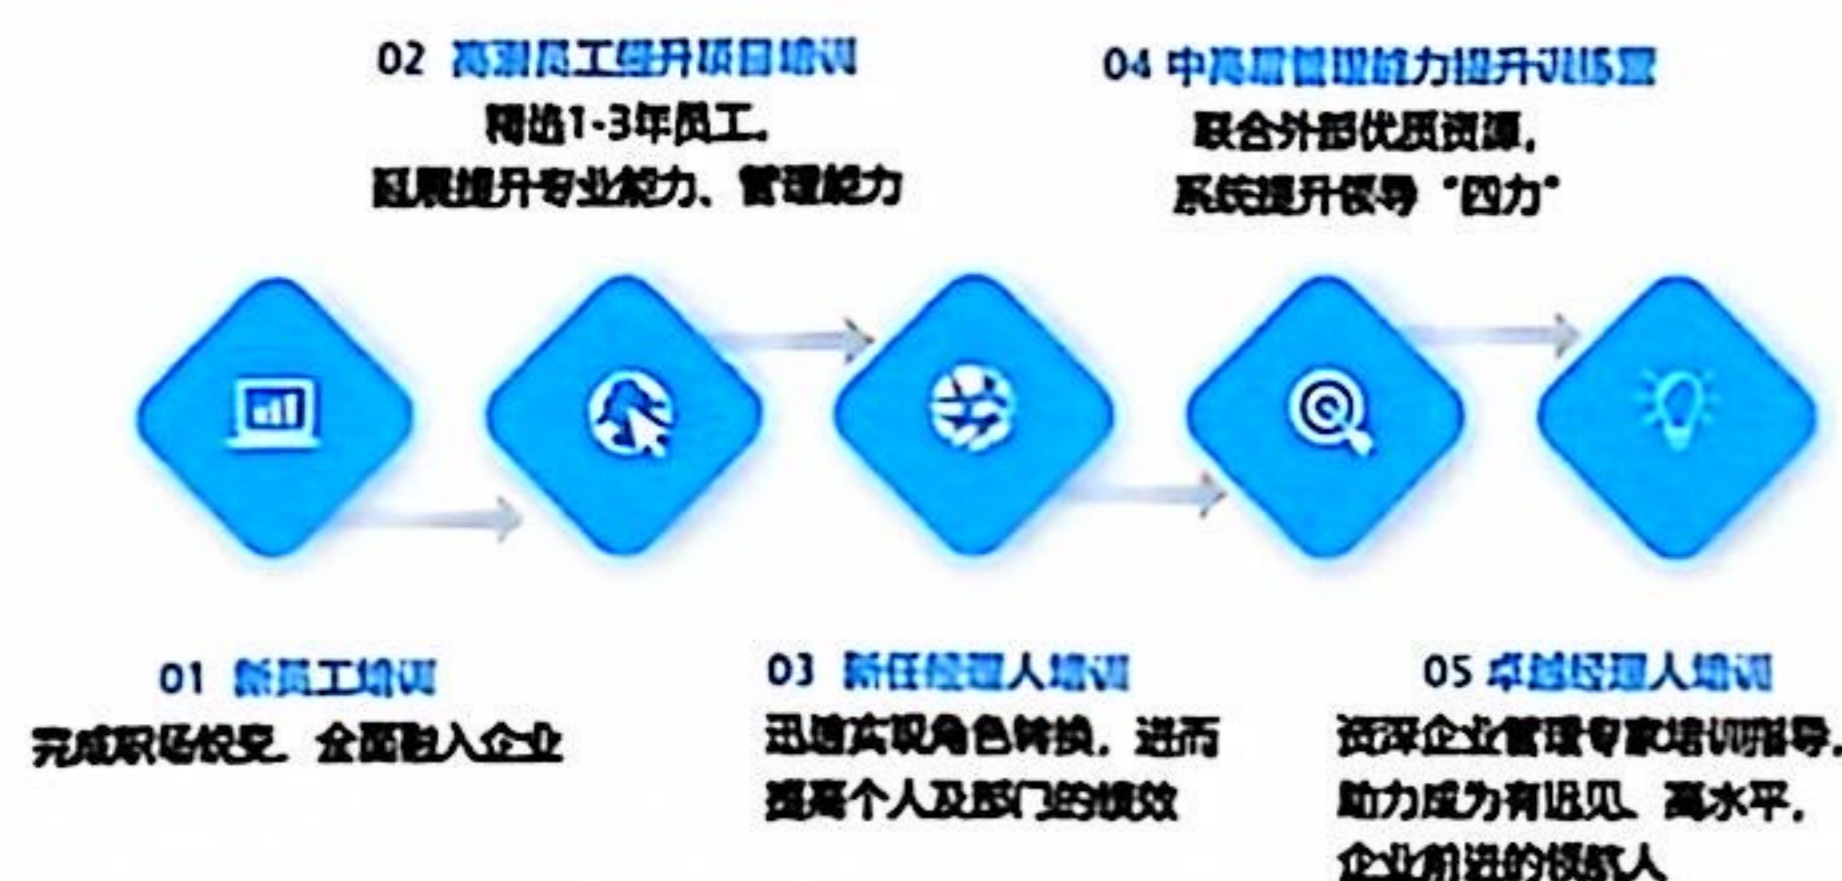 02 高潜员工提升项目培训
精选1-3年员工，
延展提升专业能力、管理能力
04 中高层管理能力提升训练营
联合外部优质资源，
系统提升领导“四力”
01 新员工培训
完成职场蜕变、全面融入企业
03 新任经理人培训
迅速实现角色转换，进而
提高个人及部门的绩效
05 卓越经理人培训
资深企业管理专家培训指导，
助力成为有远见、高水平，
企业前进的领航人